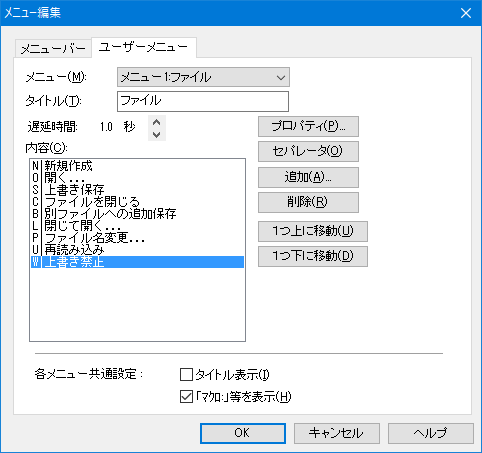 メニュー編集
メニューバー
ユーザーメニュー
メニュー(M):
メニュー1:ファイル
タイトル(T):
ファイル
遅延時間: 1.0 秒
内容(C):
N|新規作成
O|開く...
S|上書き保存
C|ファイルを閉じる
B|別ファイルへの追加保存
L|閉じて開く...
P|ファイル名変更...
U|再読み込み
W|上書き禁止
プロパティ(P)...
セパレータ(O)
追加(A)...
削除(R)
1つ上に移動(U)
1つ下に移動(D)
各メニュー共通設定:
タイトル表示(I)
「マクロ:」等を表示(H)
OK
キャンセル
ヘルプ